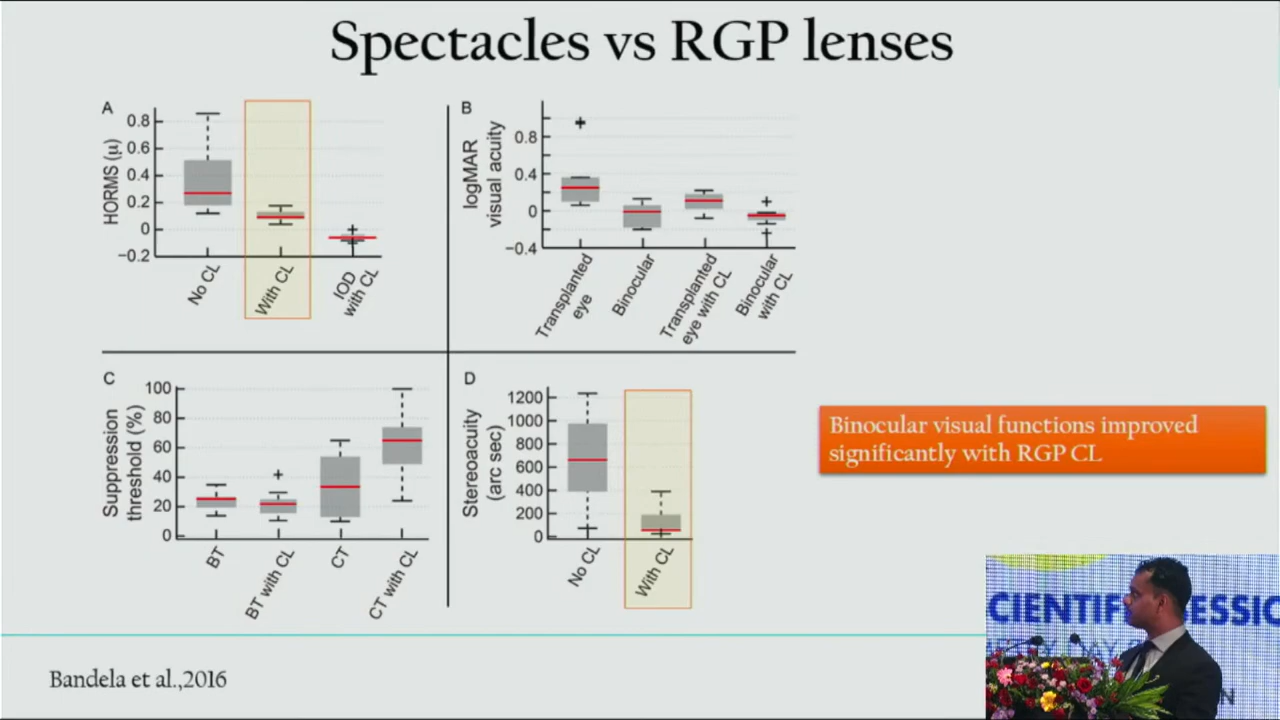 Spectacles vs RGP lenses
A
HORMS (μ)
0.8
0.6
0.4
0.2
0
−0.2
No CL
With CL
IOD
with CL
B
logMAR
visual acuity
0.8
0.4
0
−0.4
Transplanted
eye
Binocular
Transplanted
eye with CL
Binocular
with CL
C
Suppression
threshold (%)
100
80
60
40
20
0
BT
BT with CL
CT
CT with CL
D
Stereoacuity
(arc sec)
1200
1000
800
600
400
200
0
No CL
With CL
Binocular visual functions improved
significantly with RGP CL
Bandela et al.,2016